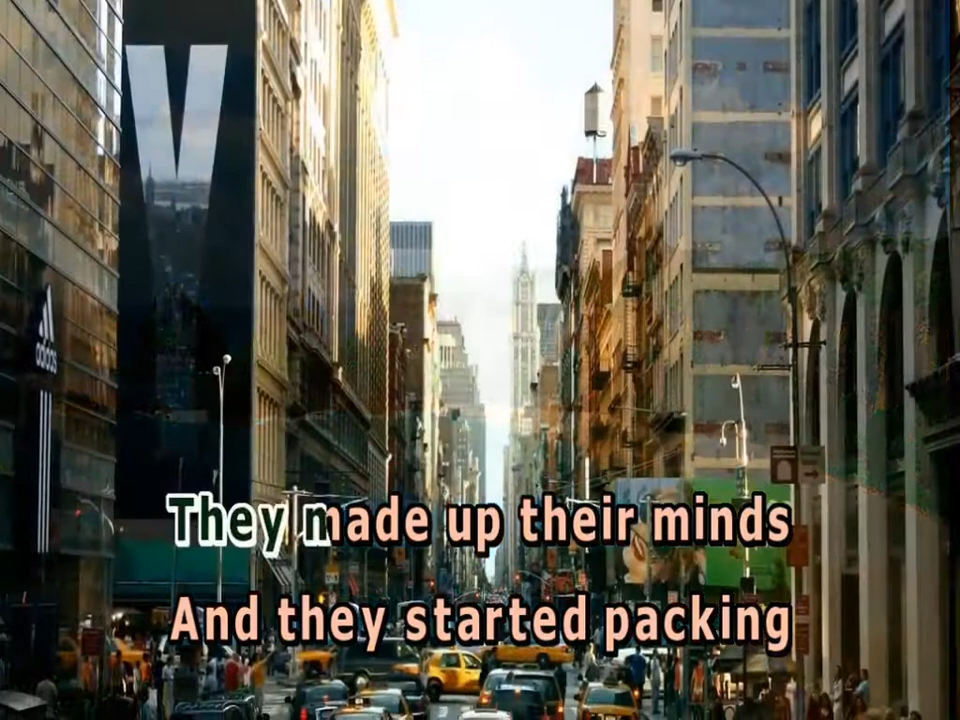 adidas
They made up their minds
And they started packing